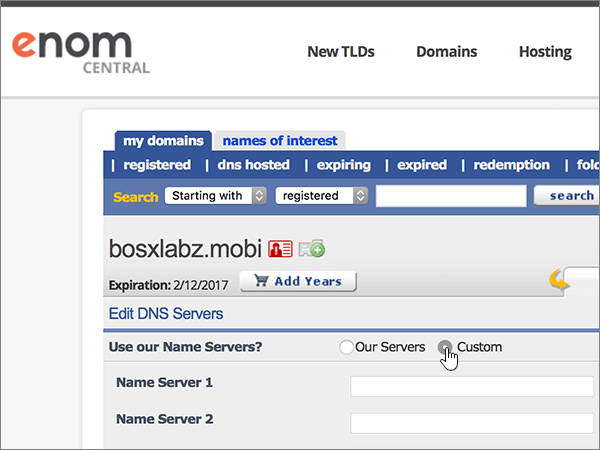 enom
CENTRAL
New TLDs Domains Hosting
my domains names of interest
| registered | dns hosted | expiring | expired | redemption |
Search Starting with registered search
bosxlabz.mobi
Expiration: 2/12/2017 Add Years
Edit DNS Servers
Use our Name Servers? Our Servers Custom
Name Server 1
Name Server 2